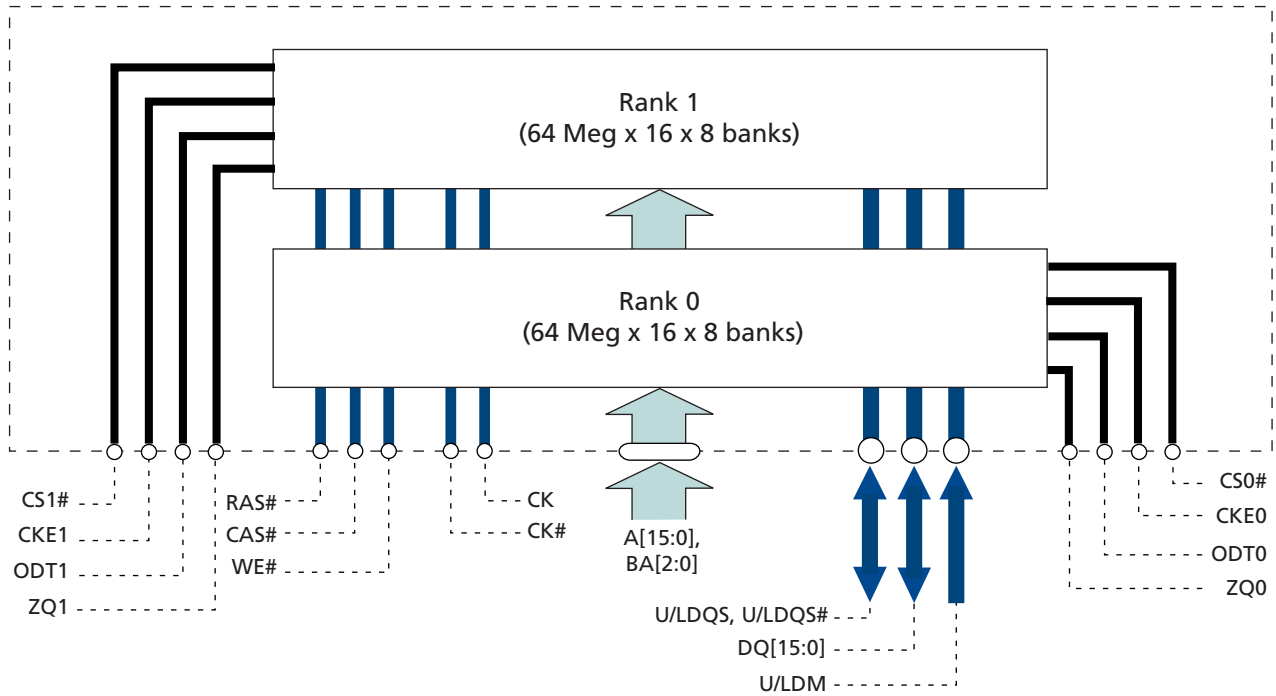 Rank 1
(64 Meg x 16 x 8 banks)
Rank 0
(64 Meg x 16 x 8 banks)
CS1#
CKE1
ODT1
ZQ1
RAS#
CAS#
WE#
CK
CK#
A[15:0],
BA[2:0]
U/LDQS, U/LDQS#
DQ[15:0]
U/LDM
CS0#
CKE0
ODT0
ZQ0